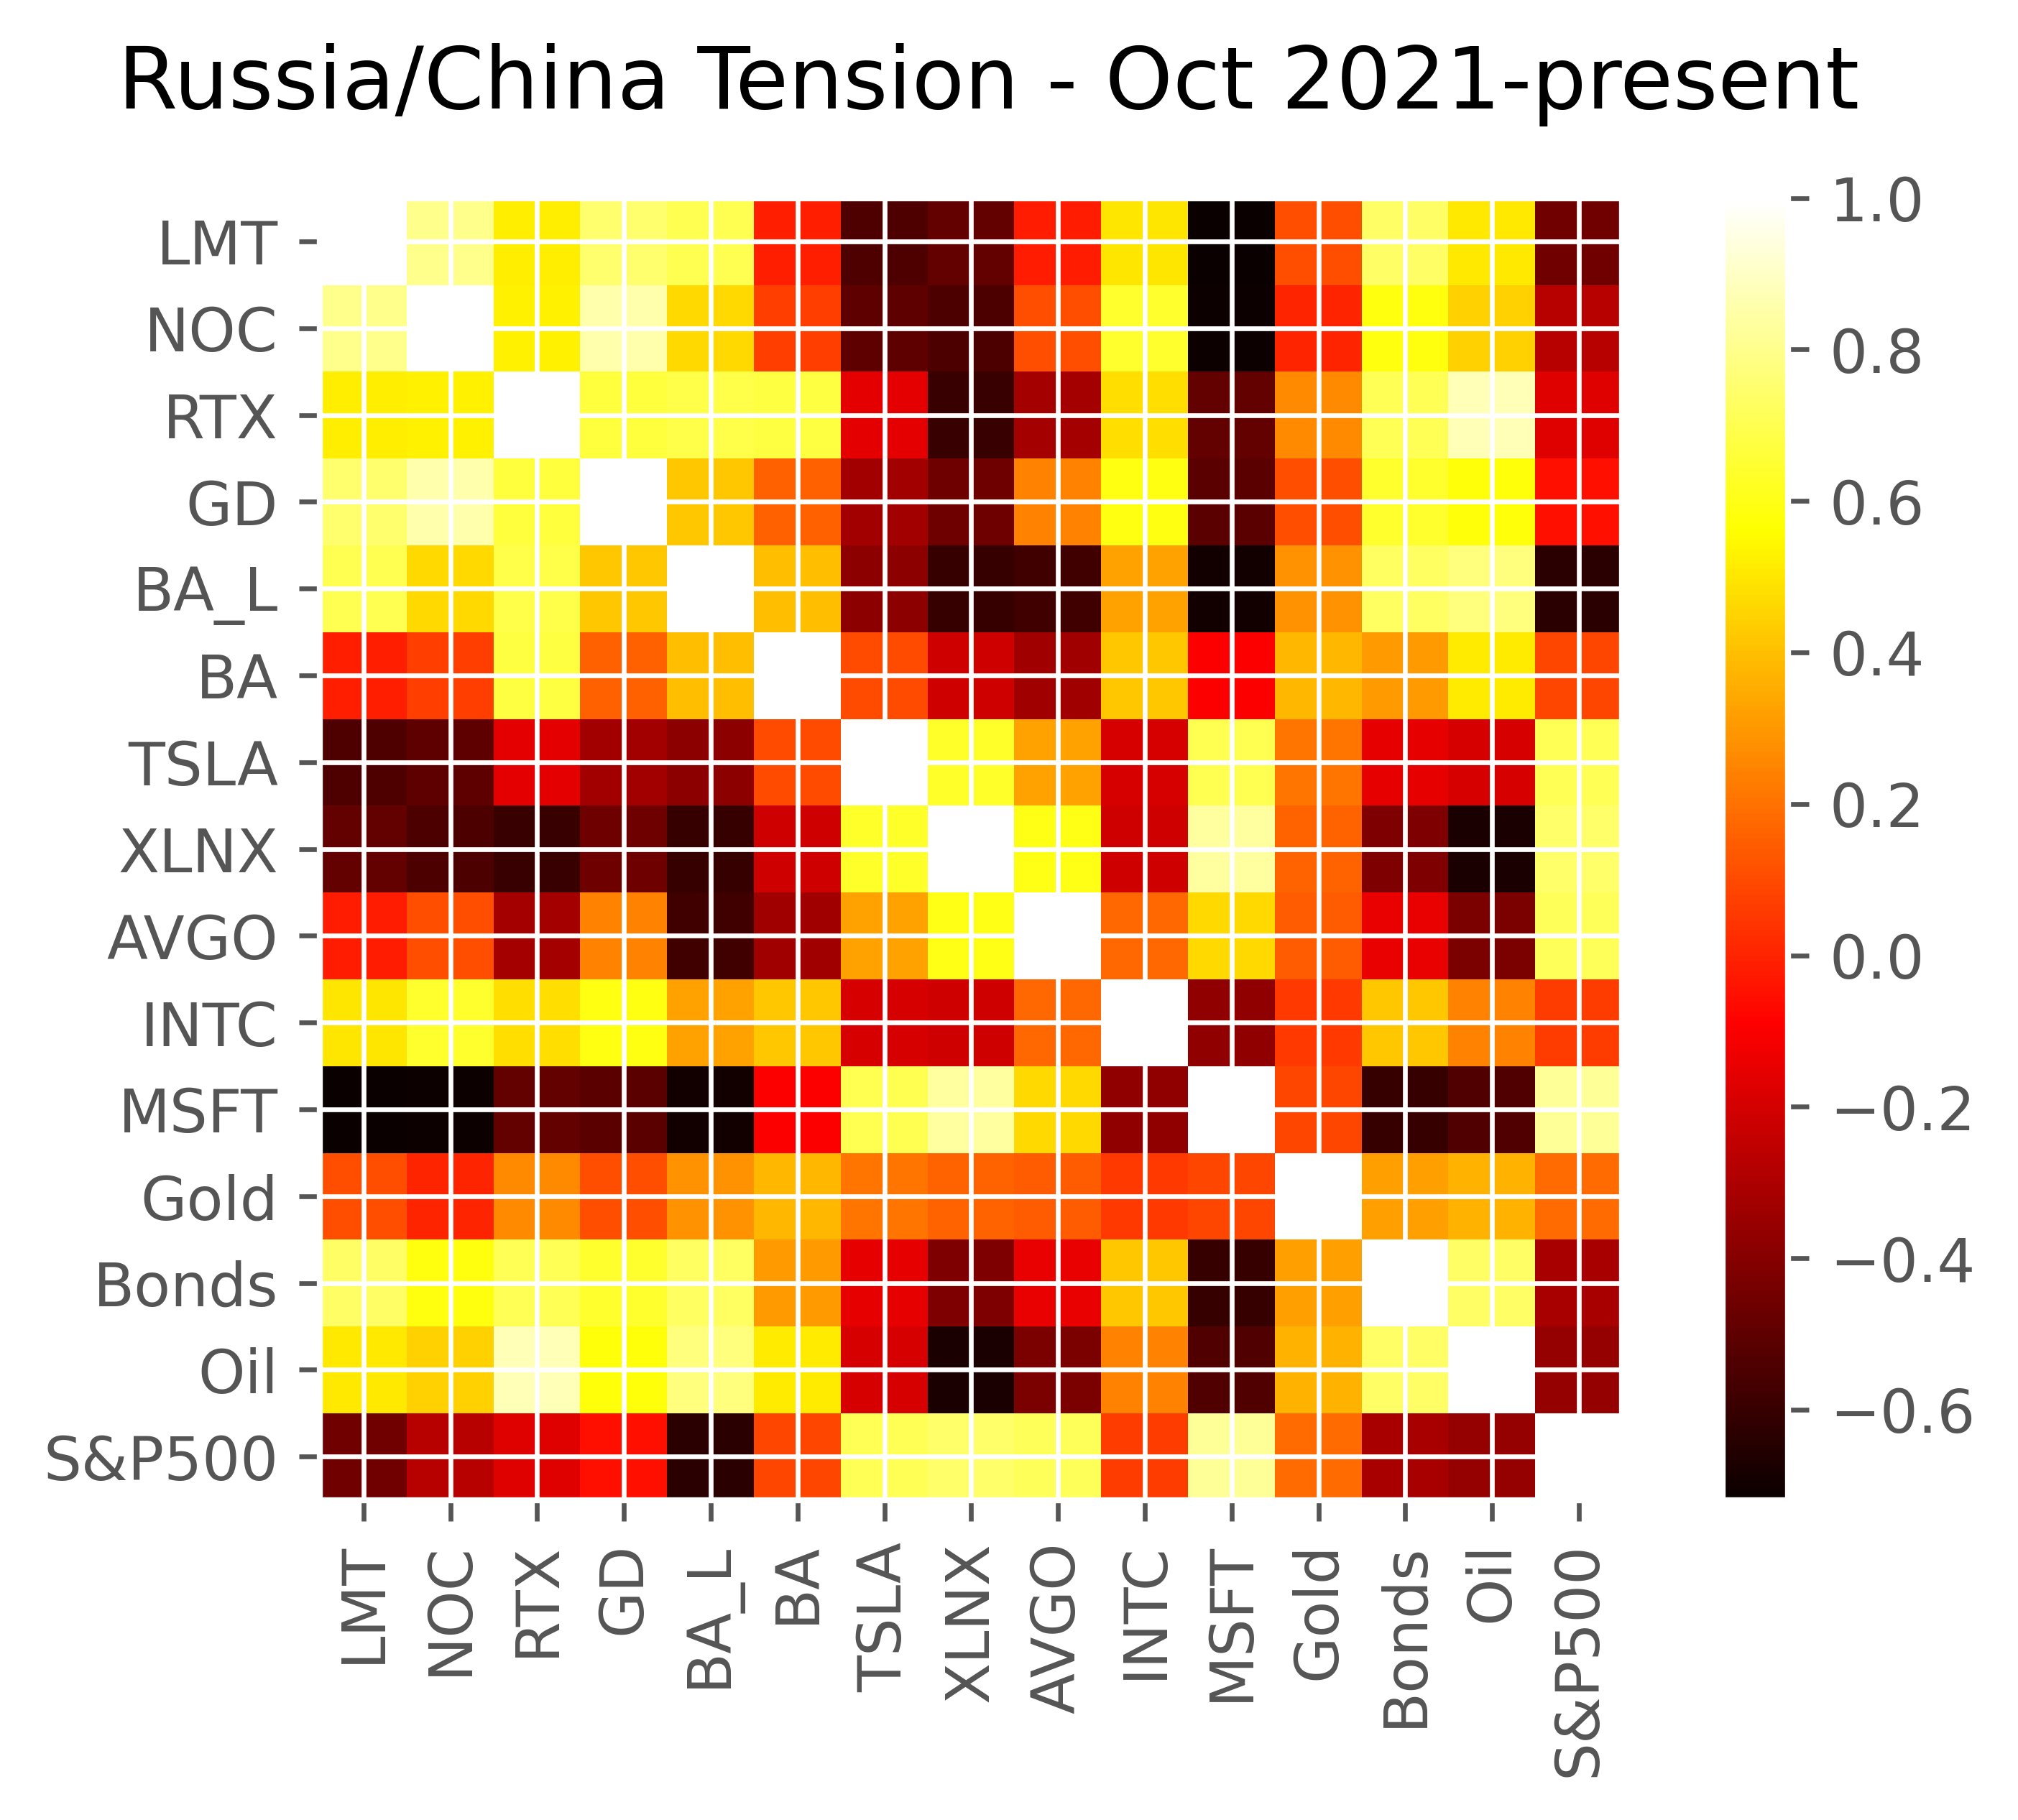 Russia/China Tension - Oct 2021-present
LMT
NOC
RTX
GD
BA_L
BA
TSLA
XLNX
AVGO
INTC
MSFT
Gold
Bonds
Oil
S&P500
LMT
NOC
RTX
GD
BA_L
BA
TSLA
XLNX
AVGO
INTC
MSFT
Gold
Bonds
Oil
S&P500
1.0
0.8
0.6
0.4
0.2
0.0
−0.2
−0.4
−0.6